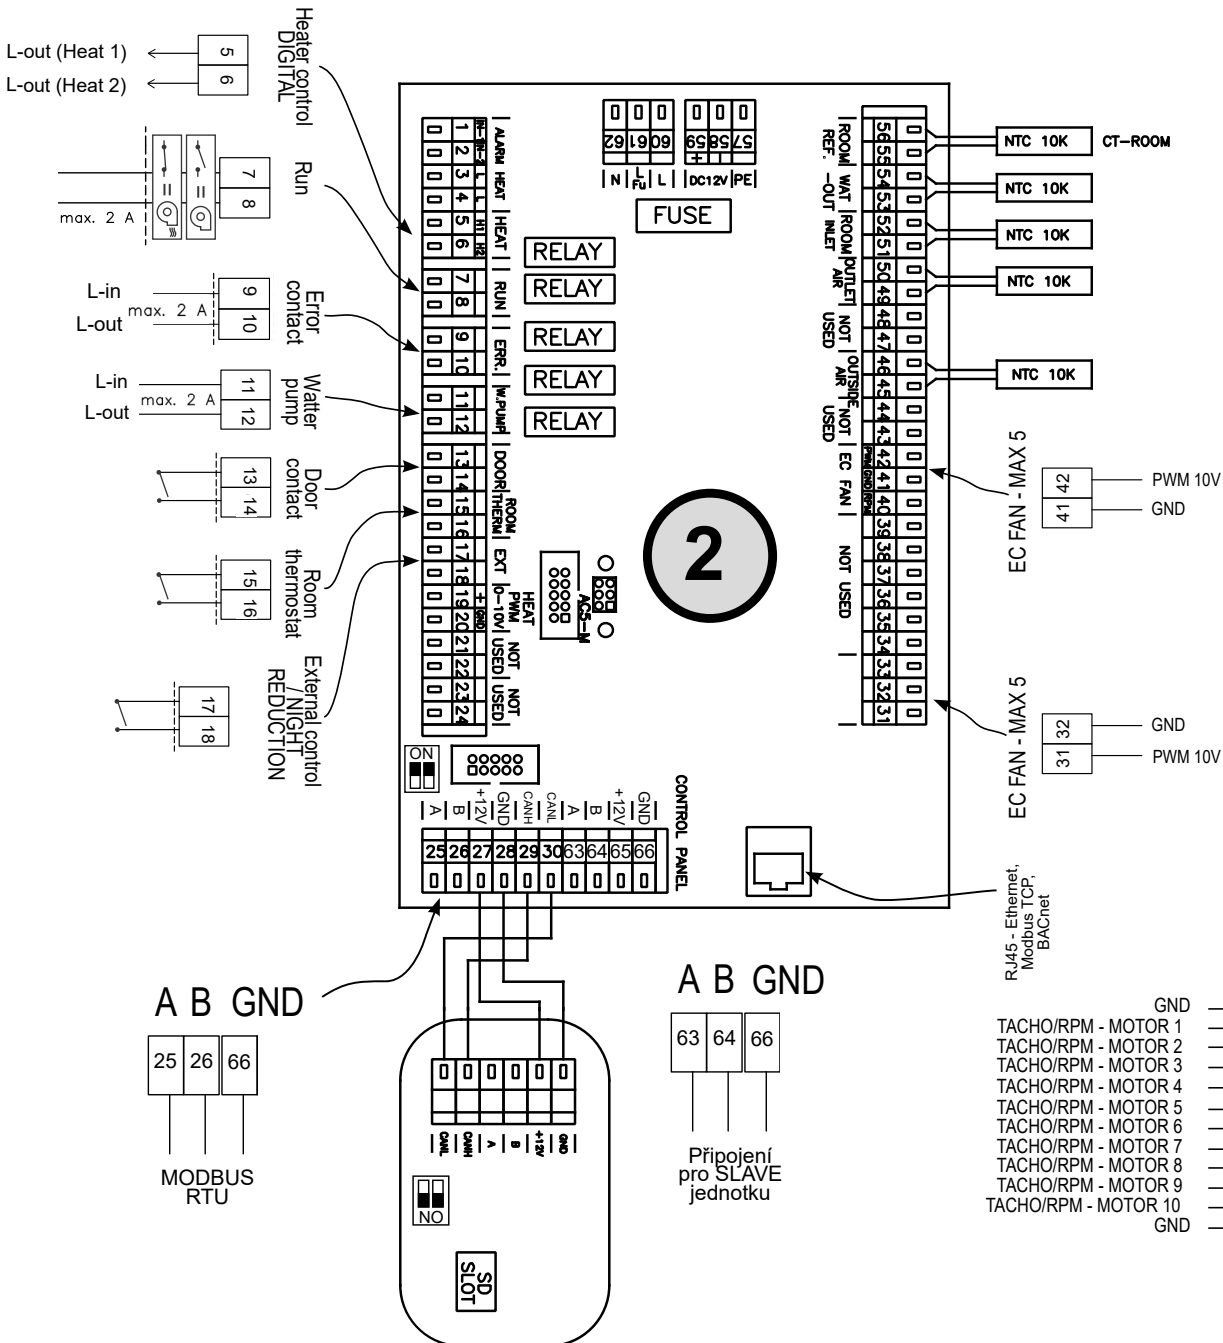 L-out (Heat 1)
5
L-out (Heat 2)
6
Heater control
DIGITAL
7
8
max. 2 A
Run
L-in
9
max. 2 A
L-out
10
Error
contact
L-in
11
max. 2 A
L-out
12
Watter
pump
13
14
Door
contact
15
16
Room
thermostat
17
18
External control
/ NIGHT
REDUCTION
1 IN-1
2 IN-2
ALARM
3 L
4 L
HEAT
5 H1
6 H2
HEAT
7
8
RUN
9
10
ERR.
11
12
W.PUMP
13
14
DOOR
15
16
ROOM
THERM
17
18
EXT
19 +
20 GND
HEAT
PWM
0-10V
21
22
NOT
USED
23
24
NOT
USED
62 61 60 59 58 57
+ -
N L FU L DC12V PE
FUSE
RELAY
RELAY
RELAY
RELAY
RELAY
2
AC5-M
56
55
ROOM
REF.
54
53
WAT
-OUT
52
51
ROOM
INLET
50
49
OUTLET
AIR
48
47
NOT
USED
46
45
OUTSIDE
AIR
44
43
NOT
USED
42 PWM
41 GND
40 RPM
EC FAN
39
38
37
36
35
34
NOT USED
33
32
31
NTC 10K CT-ROOM
NTC 10K
NTC 10K
NTC 10K
NTC 10K
EC FAN - MAX 5
42 PWM 10V
41 GND
EC FAN - MAX 5
32 GND
31 PWM 10V
ON
A B +12V GND CANH CANL A B +12V GND
25 26 27 28 29 30 63 64 65 66
CONTROL PANEL
RJ45 - Ethernet,
Modbus TCP,
BACnet
A B GND
25 26 66
MODBUS
RTU
CANL CANH A B +12V GND
ON
SD
SLOT
A B GND
63 64 66
Připojení
pro SLAVE
jednotku
GND
TACHO/RPM - MOTOR 1
TACHO/RPM - MOTOR 2
TACHO/RPM - MOTOR 3
TACHO/RPM - MOTOR 4
TACHO/RPM - MOTOR 5
TACHO/RPM - MOTOR 6
TACHO/RPM - MOTOR 7
TACHO/RPM - MOTOR 8
TACHO/RPM - MOTOR 9
TACHO/RPM - MOTOR 10
GND